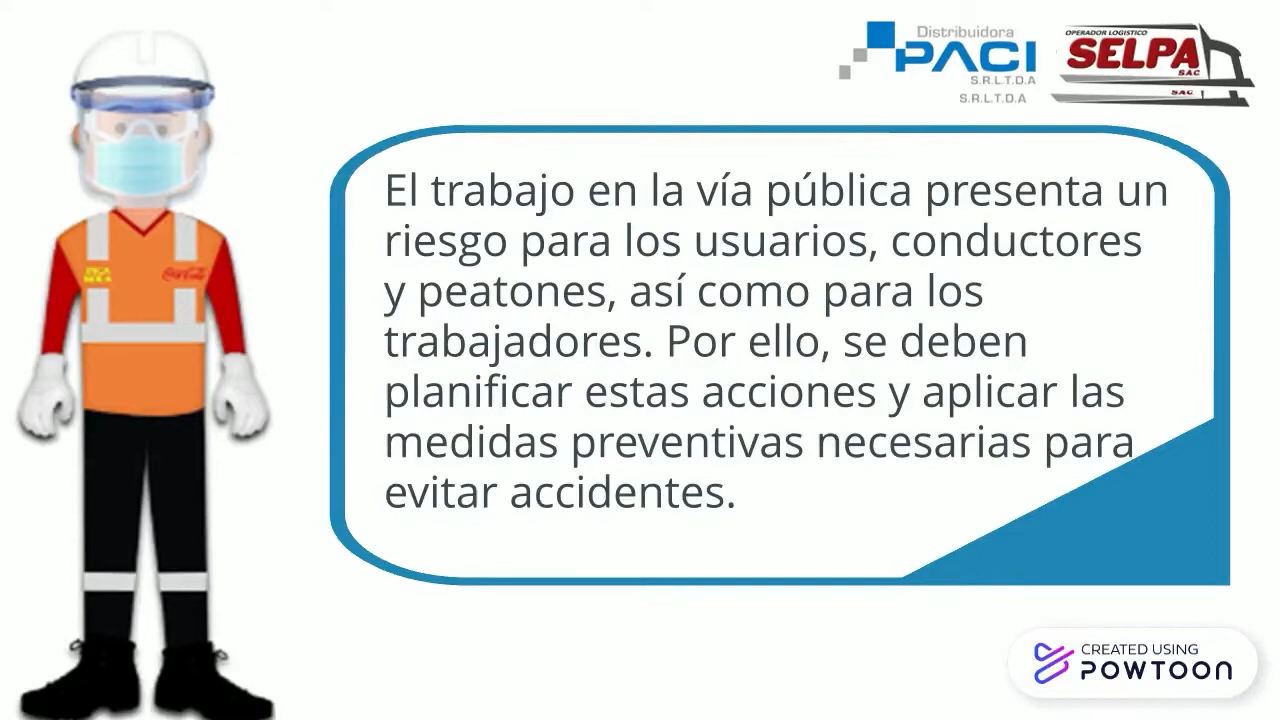 Distribuidora
PACI
S.R.L.T.D.A
S.R.L.T.D.A
OPERADOR LOGISTICO
SELPA
SAC
SAC
El trabajo en la vía pública presenta un
riesgo para los usuarios, conductores
y peatones, así como para los
trabajadores. Por ello, se deben
planificar estas acciones y aplicar las
medidas preventivas necesarias para
evitar accidentes.
Coca-Cola
CREATED USING
POWTOON